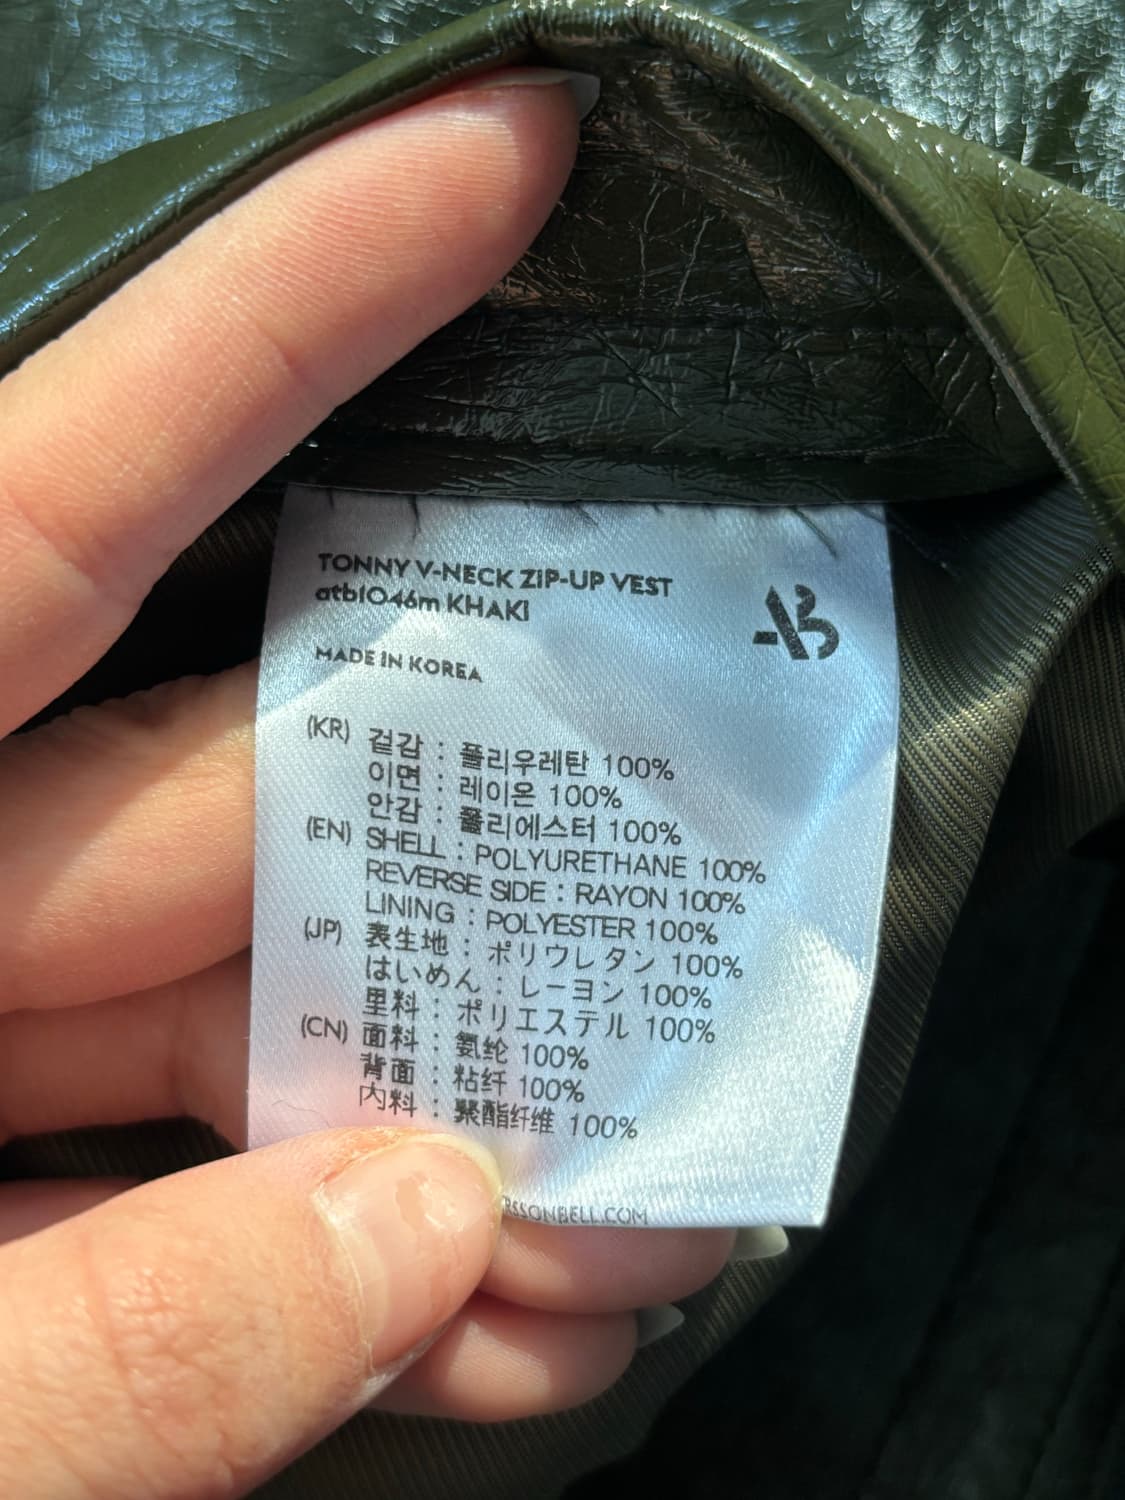 TONNY V-NECK ZIP-UP VEST
atb1046m KHAKI
AB
MADE IN KOREA
(KR) 겉감 : 폴리우레탄 100%
이면 : 레이온 100%
안감 : 폴리에스터 100%
(EN) SHELL : POLYURETHANE 100%
REVERSE SIDE : RAYON 100%
LINING : POLYESTER 100%
(JP) 表生地 : ポリウレタン 100%
はいめん : レーヨン 100%
里料 : ポリエステル 100%
(CN) 面料 : 氨纶 100%
背面 : 粘纤 100%
内料 : 聚酯纤维 100%
RSSONBELL.COM